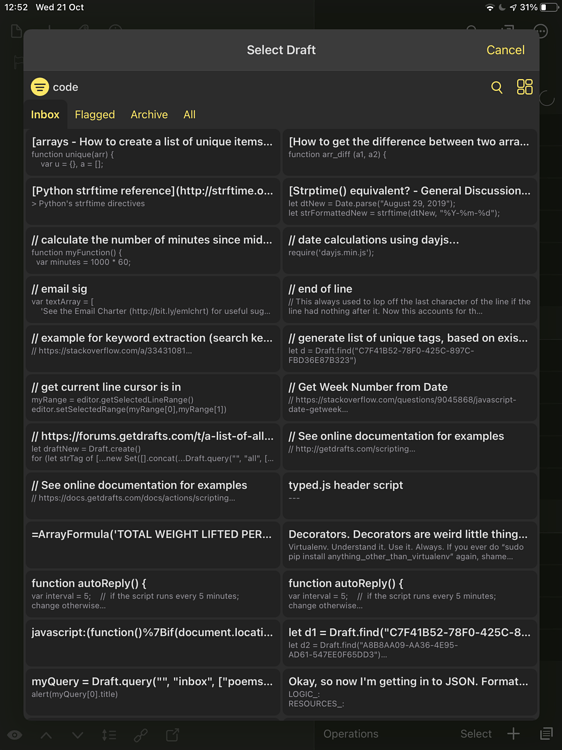 12:52 Wed 21 Oct 31%
Select Draft
Cancel
code
Inbox
Flagged
Archive
All
[arrays - How to create a list of unique items...
function unique(arr) {
var u = {}, a = [];
[How to get the difference between two arra...
function arr_diff (a1, a2) {
[Python strftime reference](http://strftime.o...
> Python's strftime directives
[Strptime() equivalent? - General Discussion...
let dtNew = Date.parse("August 29, 2019");
let strFormattedNew = strftime(dtNew, "%Y-%m-%d");
// calculate the number of minutes since mid...
function myFunction() {
var minutes = 1000 * 60;
// date calculations using dayjs...
require('dayjs.min.js');
// email sig
var textArray = [
'See the Email Charter (http://bit.ly/emlchrt) for useful sug...
// end of line
// This always used to lop off the last character of the line if the
line had nothing after it. Now this accounts for th...
// example for keyword extraction (search ke...
// https://stackoverflow.com/a/33431081...
// generate list of unique tags, based on exis...
let d = Draft.find("C7F41B52-78F0-425C-897C-
FBD36E87B323")
// get current line cursor is in
myRange = editor.getSelectedLineRange()
editor.setSelectedRange(myRange[0],myRange[1])
// Get Week Number from Date
// https://stackoverflow.com/questions/9045868/javascript-
date-getweek...
// https://forums.getdrafts.com/t/a-list-of-all...
let draftNew = Draft.create()
for (let strTag of [...new Set([].concat(...Draft.query("", "all", [...
// See online documentation for examples
// http://getdrafts.com/scripting...
// See online documentation for examples
// https://docs.getdrafts.com/docs/actions/scripting...
typed.js header script
---
=ArrayFormula('TOTAL WEIGHT LIFTED PER...
Decorators. Decorators are weird little thing...
Virtualenv. Understand it. Use it. Always. If you ever do "sudo
pip install anything_other_than_virtualenv" again, shame...
function autoReply() {
var interval = 5; // if the script runs every 5 minutes;
change otherwise...
function autoReply() {
var interval = 5; // if the script runs every 5 minutes;
change otherwise...
javascript:(function()%7Bif(document.locati...
let d1 = Draft.find("C7F41B52-78F0-425C-8...
let d2 = Draft.find("A8B8AA09-AA36-4E95-
AD61-547EE0F65DD3")...
myQuery = Draft.query("", "inbox", ["poems...
alert(myQuery[0].title)
Okay, so now I'm getting in to JSON. Format...
LOGIC_:
RESOURCES_:
Operations
Select